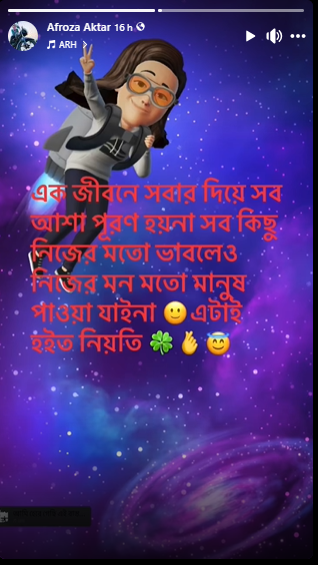 Afroza Aktar 16 h
ARH
এক জীবনে সবার দিয়ে সব
আশা পূরণ হয়না সব কিছু
নিজের মতো ভাবলেও
নিজের মন মতো মানুষ
পাওয়া যাইনা 🙂এটাই
হইত নিয়তি 🍀🫰😇